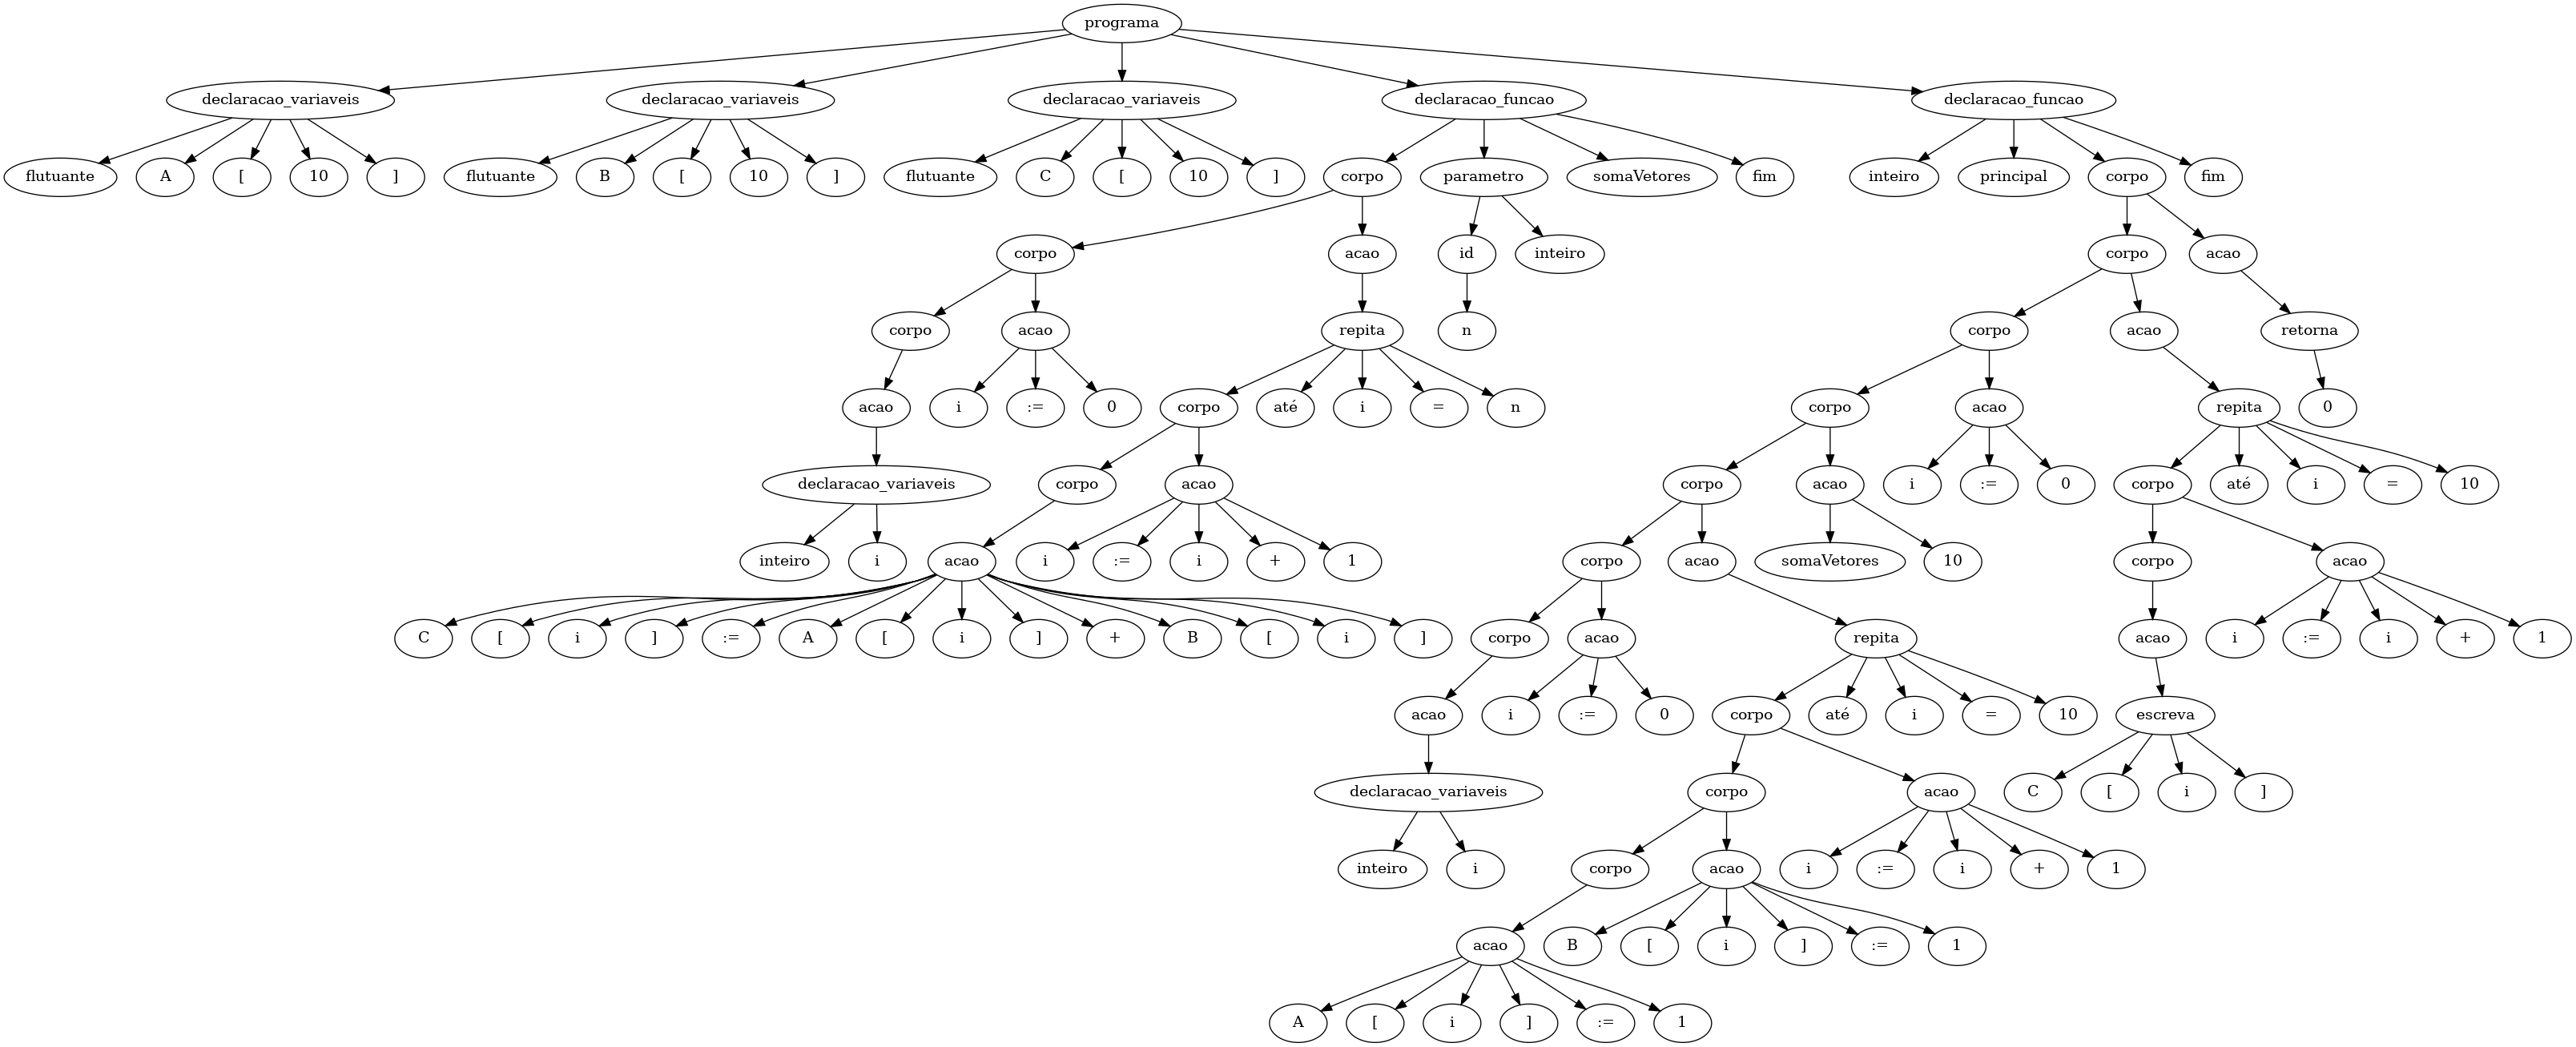 programa
declaracao_variaveis declaracao_variaveis declaracao_variaveis declaracao_funcao declaracao_funcao
flutuante A [ 10 ] flutuante B [ 10 ] flutuante C [ 10 ] corpo parametro somaVetores fim inteiro principal corpo fim
corpo acao id inteiro corpo acao
corpo acao repita n corpo acao retorna
acao i := 0 corpo até i = n corpo acao repita 0
declaracao_variaveis corpo acao corpo acao i := 0 corpo até i = 10
inteiro i acao i := i + 1 corpo acao somaVetores 10 corpo acao
C [ i ] := A [ i ] + B [ i ] corpo acao repita acao i := i + 1
acao i := 0 corpo até i = 10 escreva
declaracao_variaveis corpo acao C [ i ]
inteiro i corpo acao i := i + 1
acao B [ i ] := 1
A [ i ] := 1